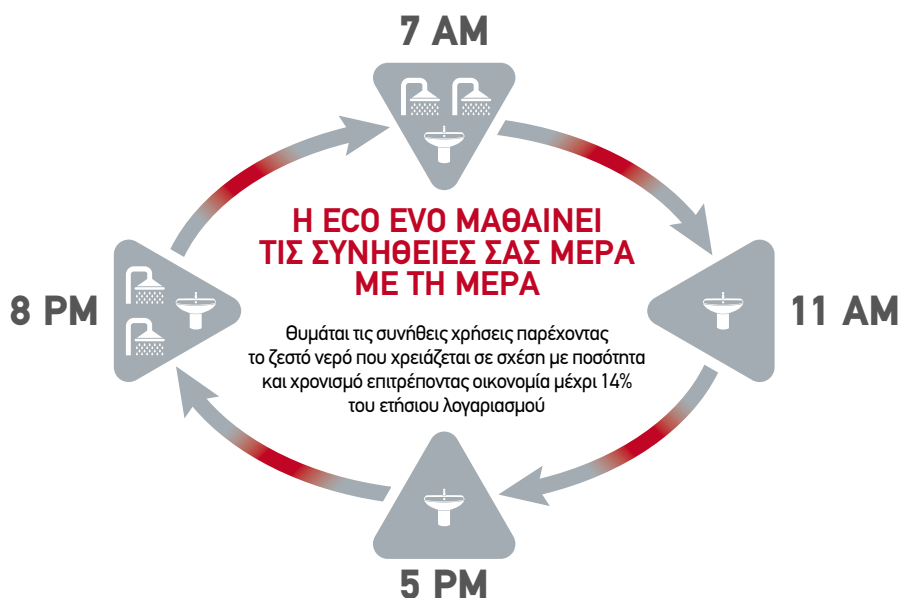 7 AM
Η ECO EVO ΜΑΘΑΙΝΕΙ
ΤΙΣ ΣΥΝΗΘΕΙΕΣ ΣΑΣ ΜΕΡΑ
ΜΕ ΤΗ ΜΕΡΑ
8 PM
11 AM
Θυμάται τις συνήθεις χρήσεις παρέχοντας
το ζεστό νερό που χρειάζεται σε σχέση με ποσότητα
και χρονισμό επιτρέποντας οικονομία μέχρι 14%
του ετήσιου λογαριασμού
5 PM